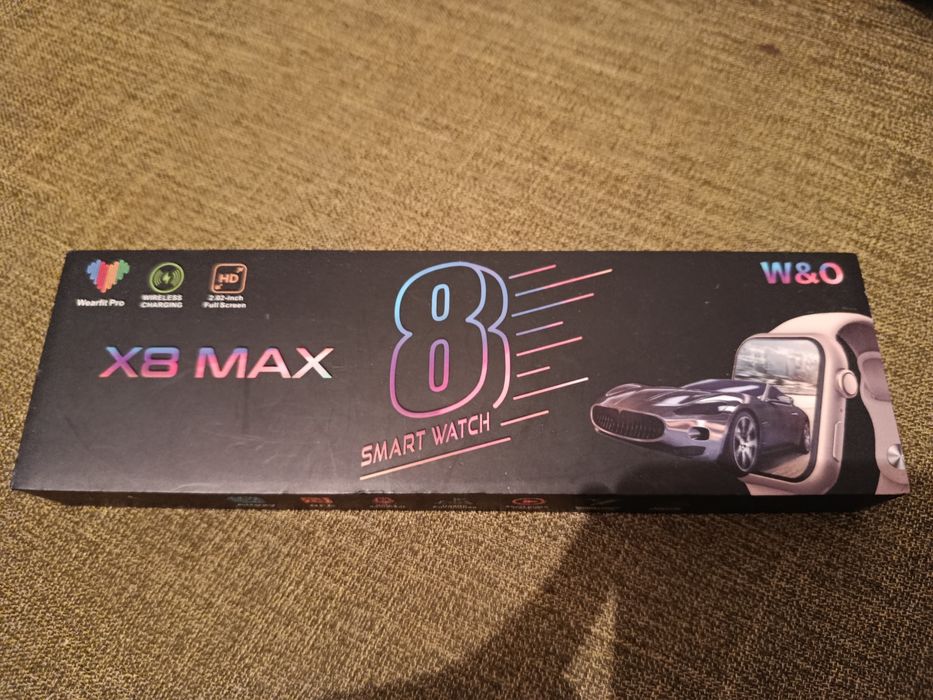 Wearfit Pro
WIRELESS
CHARGING
HD
2.02-inch
Full Screen
W&O
X8 MAX
8
SMART WATCH